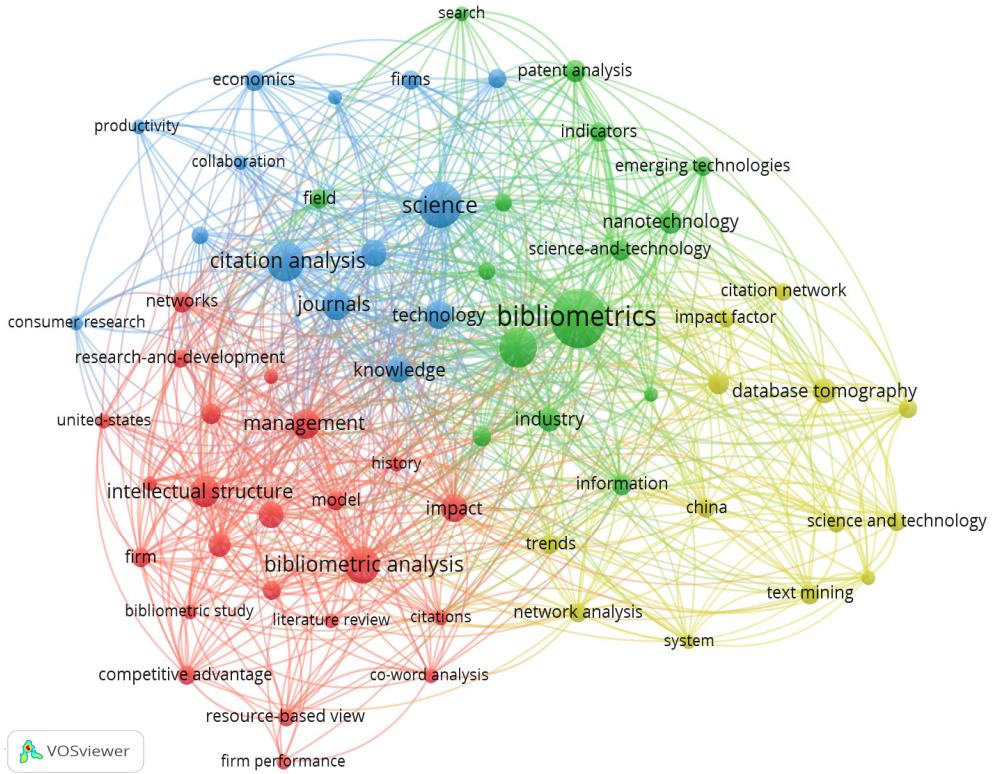 search
economics
firms
patent analysis
productivity
indicators
collaboration
emerging technologies
field
science
nanotechnology
science-and-technology
citation analysis
citation network
networks
journals
technology
bibliometrics
impact factor
consumer research
research-and-development
knowledge
database tomography
united-states
management
industry
history
intellectual structure
model
impact
information
china
science and technology
firm
bibliometric analysis
trends
text mining
bibliometric study
literature review
citations
network analysis
system
competitive advantage
co-word analysis
resource-based view
firm performance
VOSviewer